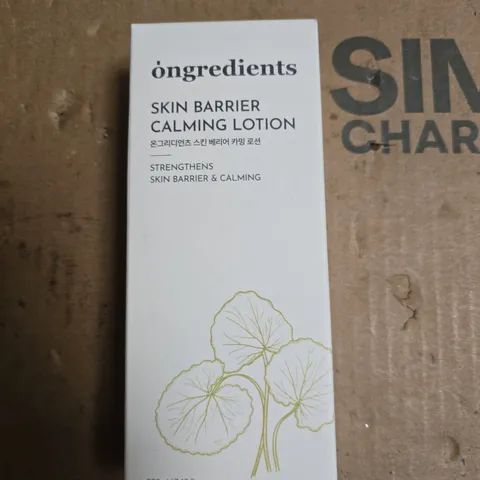 ongredients
SKIN BARRIER
CALMING LOTION
온그리디언츠 스킨 베리어 카밍 로션
STRENGTHENS
SKIN BARRIER & CALMING
SIM
CHAR